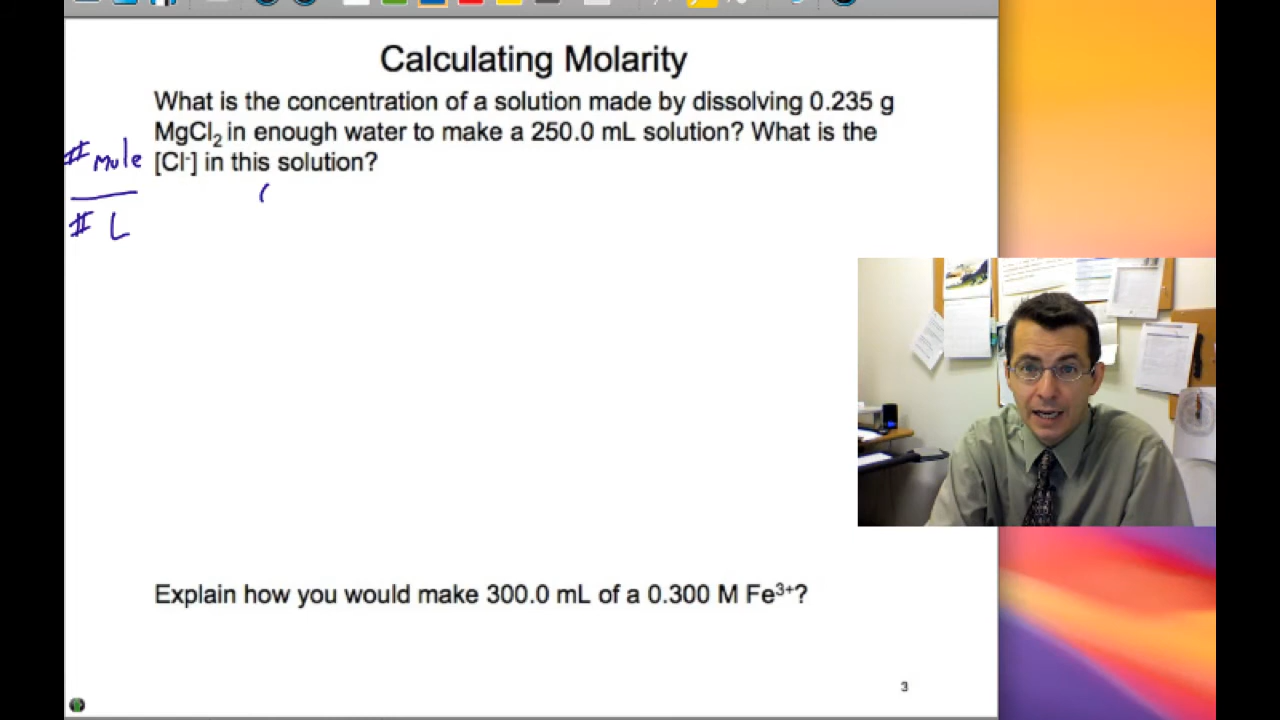 Calculating Molarity
What is the concentration of a solution made by dissolving 0.235 g
MgCl₂ in enough water to make a 250.0 mL solution? What is the
[Cl⁻] in this solution?
# mole
# L
Explain how you would make 300.0 mL of a 0.300 M Fe³⁺?
3